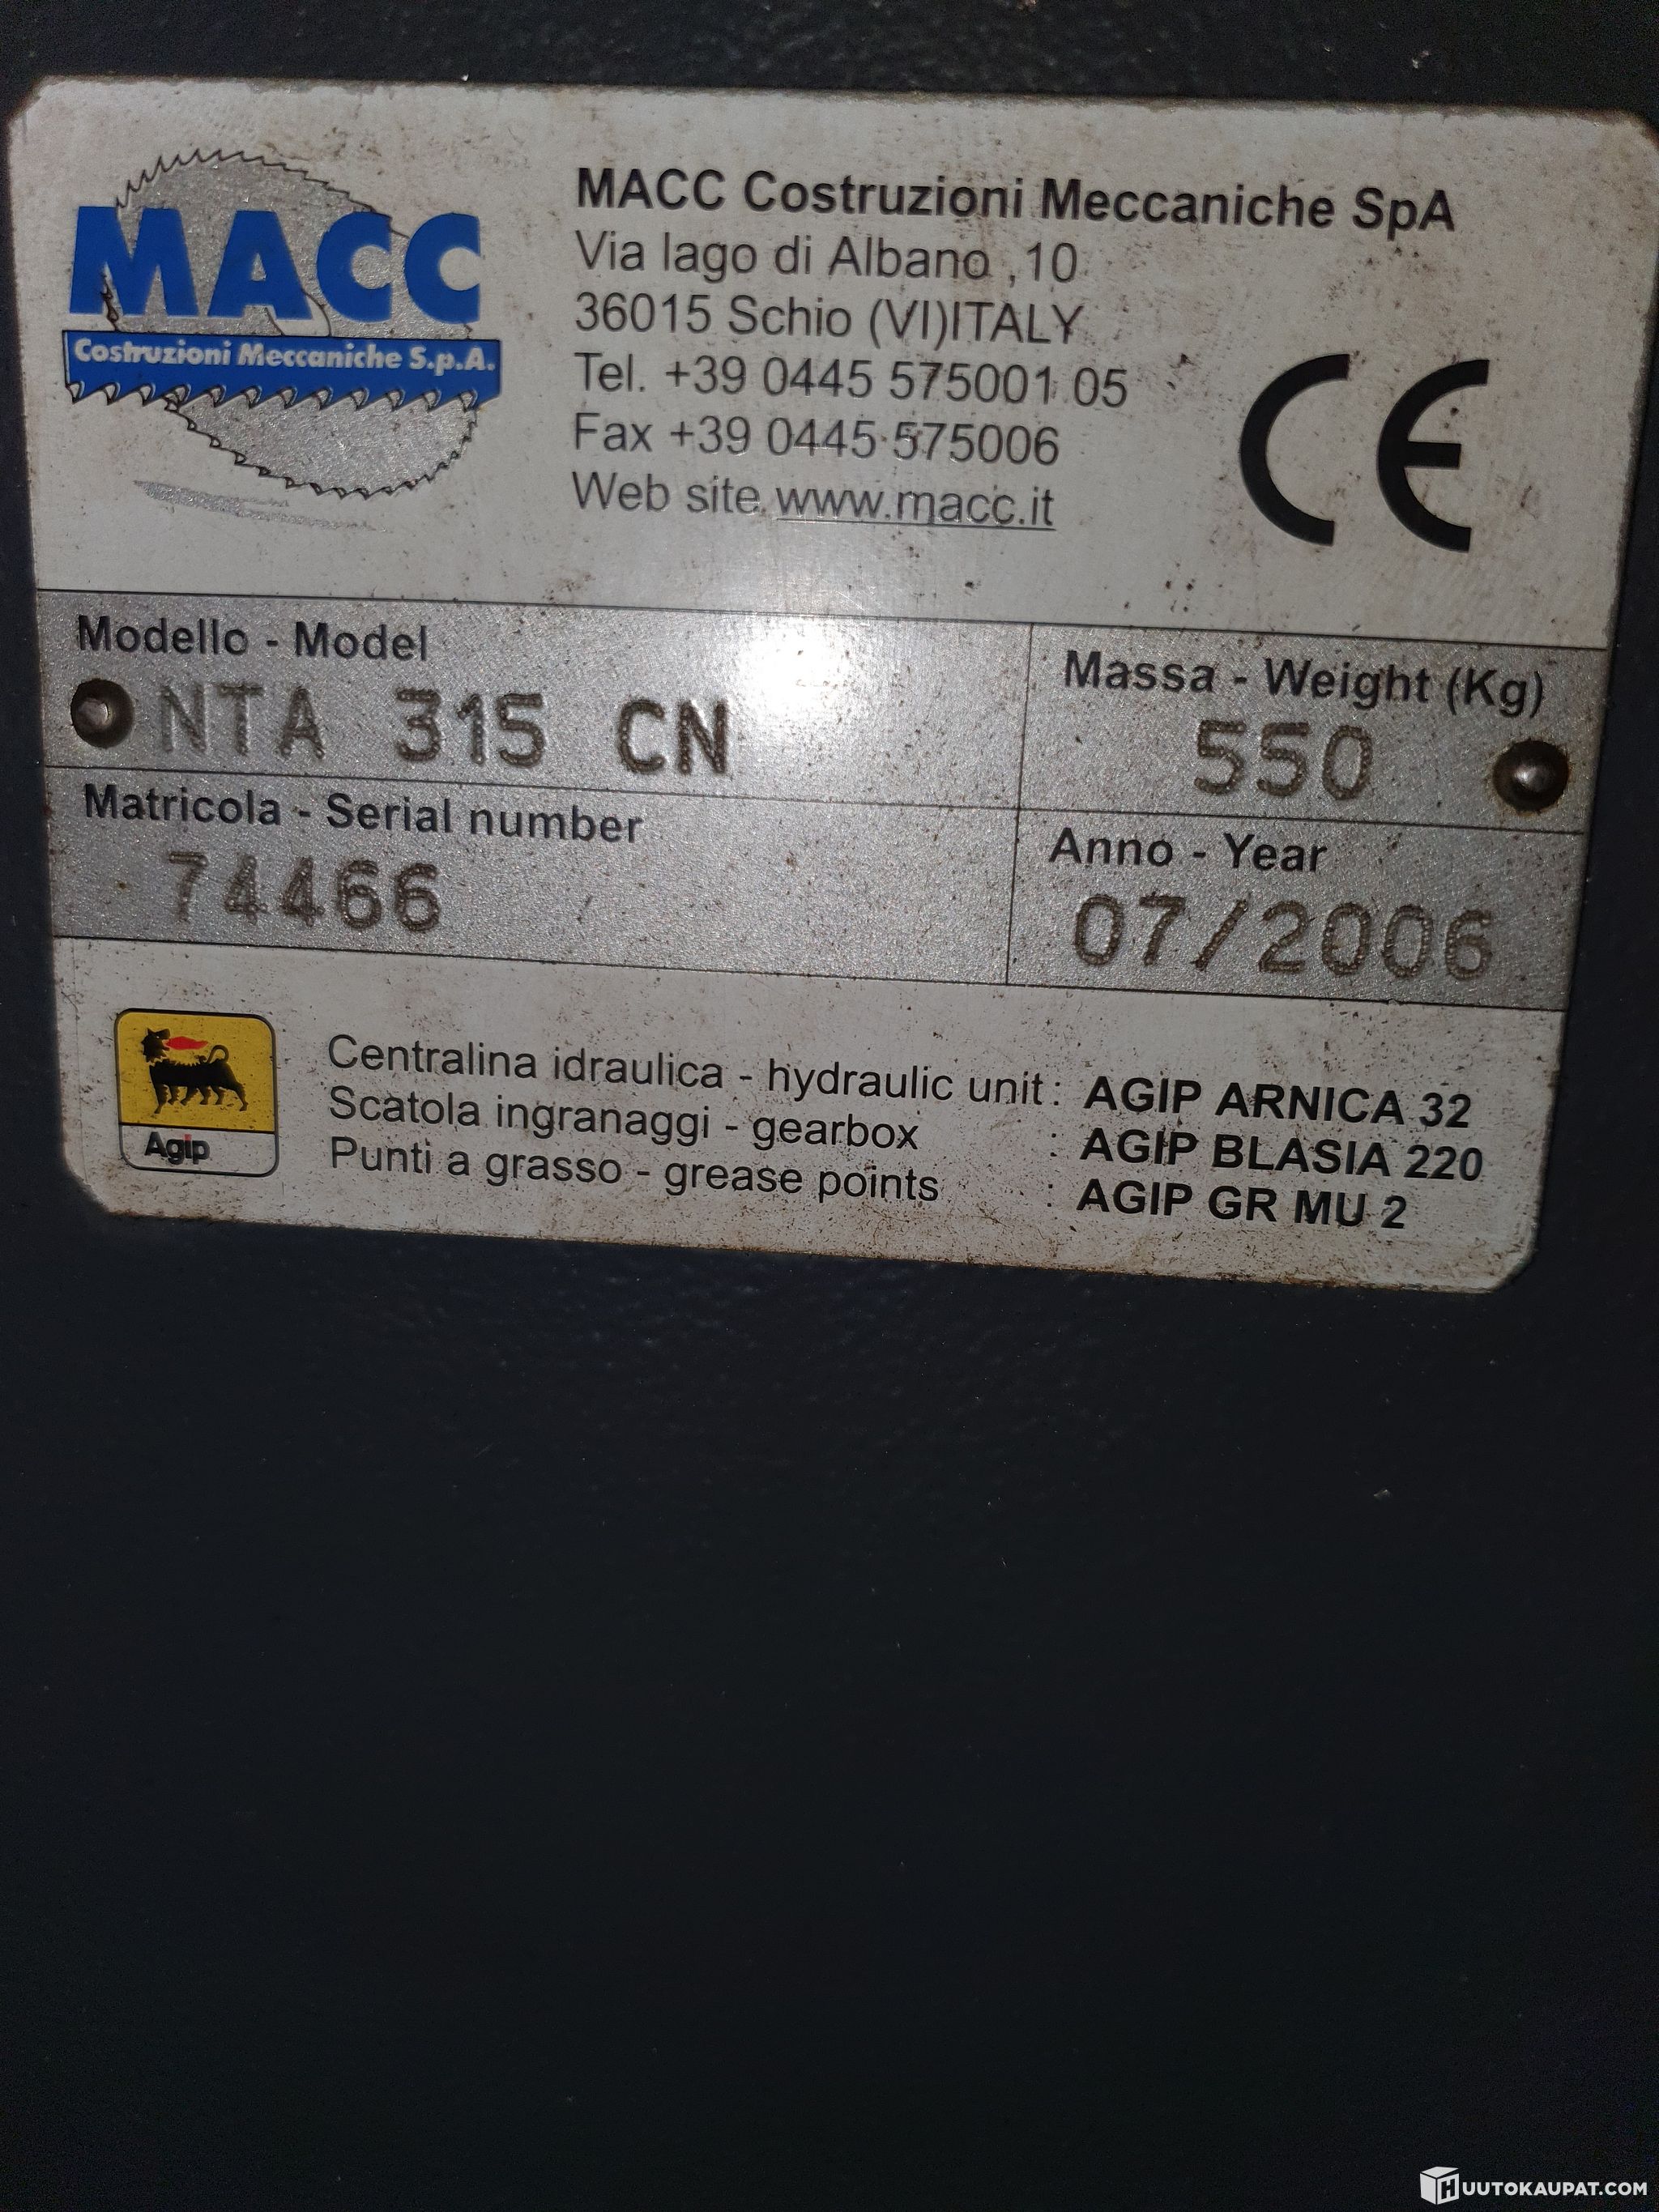 MACC
Costruzioni Meccaniche S.p.A.
MACC Costruzioni Meccaniche SpA
Via lago di Albano ,10
36015 Schio (VI)ITALY
Tel. +39 0445 575001 05
Fax +39 0445 575006
Web site www.macc.it
CE
Modello - Model
NTA 315 CN
Massa - Weight (Kg)
550
Matricola - Serial number
74466
Anno - Year
07/2006
Agip
Centralina idraulica - hydraulic unit : AGIP ARNICA 32
Scatola ingranaggi - gearbox : AGIP BLASIA 220
Punti a grasso - grease points : AGIP GR MU 2
HUUTOKAUPAT.COM